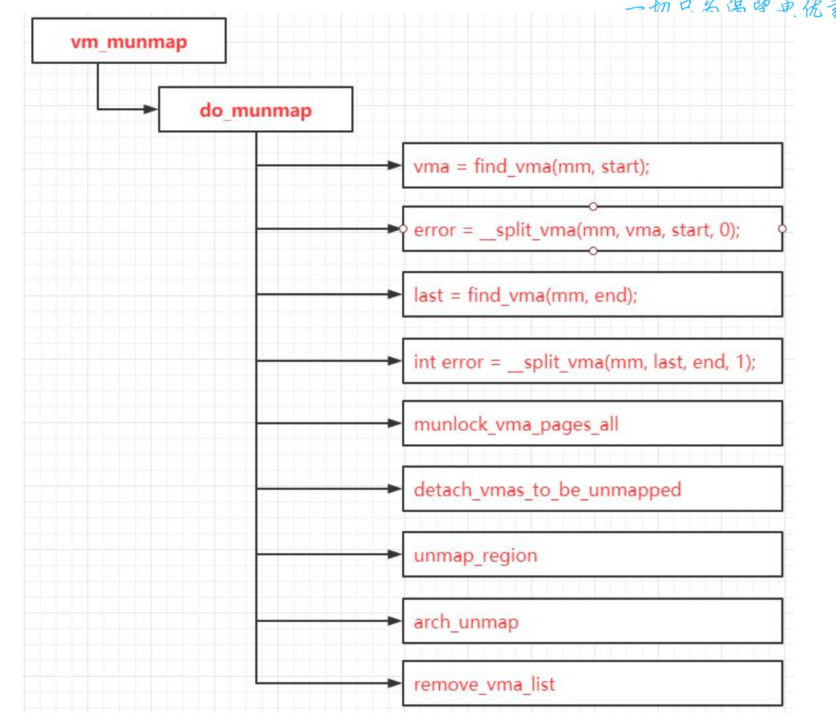 一切只为渴望更优
vm_munmap
do_munmap
vma = find_vma(mm, start);
error = __split_vma(mm, vma, start, 0);
last = find_vma(mm, end);
int error = __split_vma(mm, last, end, 1);
munlock_vma_pages_all
detach_vmas_to_be_unmapped
unmap_region
arch_unmap
remove_vma_list